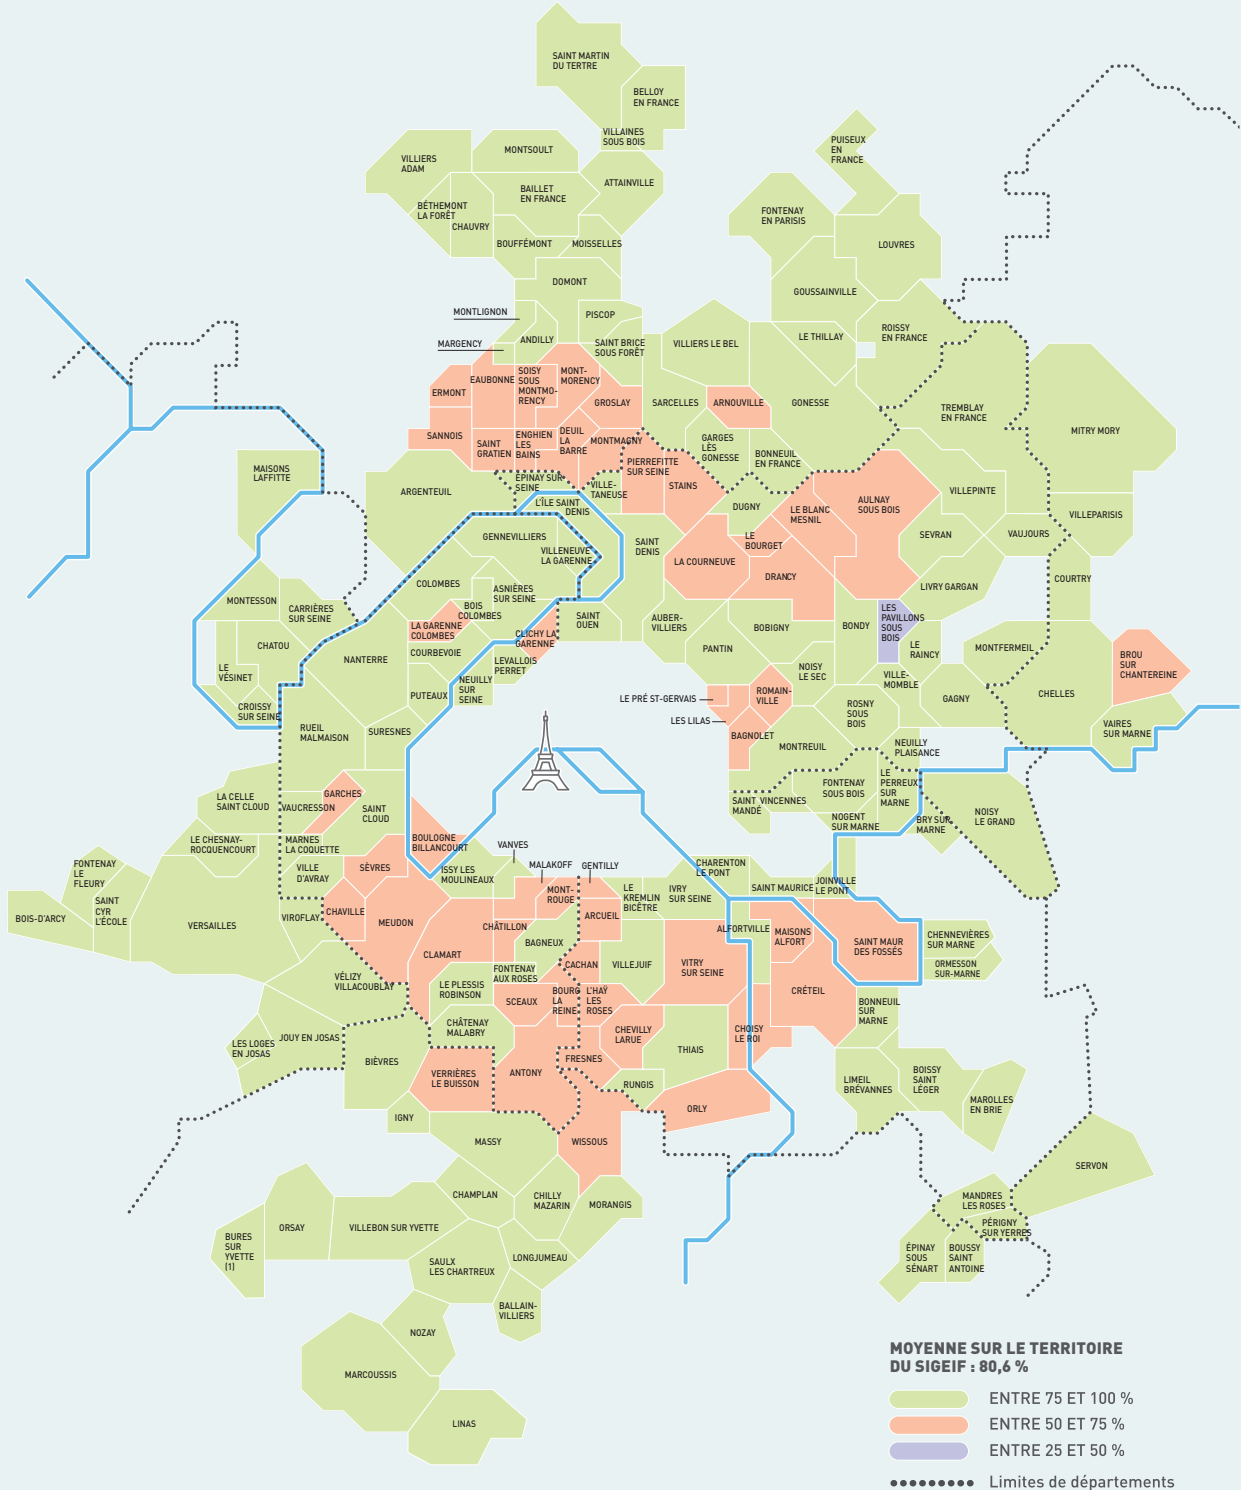 SAINT MARTIN
DU TERTRE
BELLOY
EN FRANCE
VILLAINES
SOUS BOIS
VILLIERS
ADAM
MONTSOULT
ATTAINVILLE
BAILLET
EN FRANCE
BÉTHEMONT
LA FORÊT
CHAUVRY
BOUFFÉMONT
MOISSELLES
PUISEUX
EN
FRANCE
FONTENAY
EN PARISIS
LOUVRES
GOUSSAINVILLE
DOMONT
MONTLIGNON
PISCOP
MARGENCY
ANDILLY
SAINT BRICE
SOUS FORÊT
VILLIERS LE BEL
LE THILLAY
ROISSY
EN FRANCE
EAUBONNE
SOISY
SOUS
MONTMO-
RENCY
MONT-
MORENCY
ERMONT
GROSLAY
SARCELLES
ARNOUVILLE
GONESSE
TREMBLAY
EN FRANCE
MITRY MORY
SANNOIS
SAINT
GRATIEN
ENGHIEN
LES
BAINS
DEUIL
LA
BARRE
MONTMAGNY
GARGES
LÈS
GONESSE
BONNEUIL
EN FRANCE
PIERREFITTE
SUR SEINE
STAINS
MAISONS
LAFFITTE
ARGENTEUIL
ÉPINAY SUR
SEINE
VILLE-
TANEUSE
L'ÎLE SAINT
DENIS
DUGNY
LE BLANC
MESNIL
AULNAY
SOUS BOIS
VILLEPINTE
VILLEPARISIS
GENNEVILLIERS
VILLENEUVE
LA GARENNE
SAINT
DENIS
LE
BOURGET
SEVRAN
VAUJOURS
LA COURNEUVE
DRANCY
COURTRY
LIVRY GARGAN
COLOMBES
ASNIÈRES
SUR SEINE
BOIS
COLOMBES
MONTESSON
CARRIÈRES
SUR SEINE
LA GARENNE
COLOMBES
CLICHY LA
GARENNE
SAINT
OUEN
AUBER-
VILLIERS
BOBIGNY
BONDY
LES
PAVILLONS
SOUS
BOIS
CHATOU
NANTERRE
COURBEVOIE
LEVALLOIS
PERRET
PANTIN
LE
RAINCY
MONTFERMEIL
BROU
SUR
CHANTEREINE
LE
VÉSINET
NOISY
LE SEC
VILLE-
MOMBLE
NEUILLY
SUR
SEINE
PUTEAUX
LE PRÉ ST-GERVAIS
ROMAIN-
VILLE
GAGNY
CHELLES
CROISSY
SUR SEINE
LES LILAS
ROSNY
SOUS
BOIS
VAIRES
SUR MARNE
RUEIL
MALMAISON
SURESNES
BAGNOLET
MONTREUIL
NEUILLY
PLAISANCE
LE
PERREUX
SUR
MARNE
FONTENAY
SOUS BOIS
LA CELLE
SAINT CLOUD
VAUCRESSON
GARCHES
SAINT
CLOUD
SAINT
MANDÉ
VINCENNES
NOGENT
SUR MARNE
BRY SUR
MARNE
NOISY
LE GRAND
LE CHESNAY-
ROCQUENCOURT
MARNES
LA COQUETTE
BOULOGNE
BILLANCOURT
VANVES
FONTENAY
LE
FLEURY
VILLE
D'AVRAY
SÈVRES
ISSY LES
MOULINEAUX
MALAKOFF
GENTILLY
CHARENTON
LE PONT
SAINT MAURICE
JOINVILLE
LE PONT
MONT-
ROUGE
LE
KREMLIN
BICÊTRE
IVRY
SUR SEINE
BOIS-D'ARCY
SAINT
CYR
L'ÉCOLE
VERSAILLES
VIROFLAY
CHAVILLE
MEUDON
CHÂTILLON
ARCUEIL
ALFORTVILLE
MAISONS
ALFORT
SAINT MAUR
DES FOSSÉS
CHENNEVIÈRES
SUR MARNE
BAGNEUX
CLAMART
CACHAN
VILLEJUIF
VITRY
SUR SEINE
ORMESSON
SUR-MARNE
VÉLIZY
VILLACOUBLAY
FONTENAY
AUX ROSES
LE PLESSIS
ROBINSON
SCEAUX
BOURG
LA
REINE
L'HAŸ
LES
ROSES
CRÉTEIL
BONNEUIL
SUR
MARNE
JOUY EN JOSAS
LES LOGES
EN JOSAS
CHÂTENAY
MALABRY
CHEVILLY
LARUE
CHOISY
LE ROI
THIAIS
BIÈVRES
VERRIÈRES
LE BUISSON
ANTONY
FRESNES
RUNGIS
LIMEIL
BRÉVANNES
BOISSY
SAINT
LÉGER
MAROLLES
EN BRIE
ORLY
IGNY
MASSY
WISSOUS
SERVON
CHAMPLAN
CHILLY
MAZARIN
MORANGIS
MANDRES
LES ROSES
PÉRIGNY
SUR YERRES
ORSAY
VILLEBON SUR YVETTE
BURES
SUR
YVETTE
(1)
SAULX
LES CHARTREUX
LONGJUMEAU
ÉPINAY
SOUS
SÉNART
BOUSSY
SAINT
ANTOINE
BALLAIN-
VILLIERS
NOZAY
MARCOUSSIS
LINAS
MOYENNE SUR LE TERRITOIRE
DU SIGEIF : 80,6 %
ENTRE 75 ET 100 %
ENTRE 50 ET 75 %
ENTRE 25 ET 50 %
Limites de départements